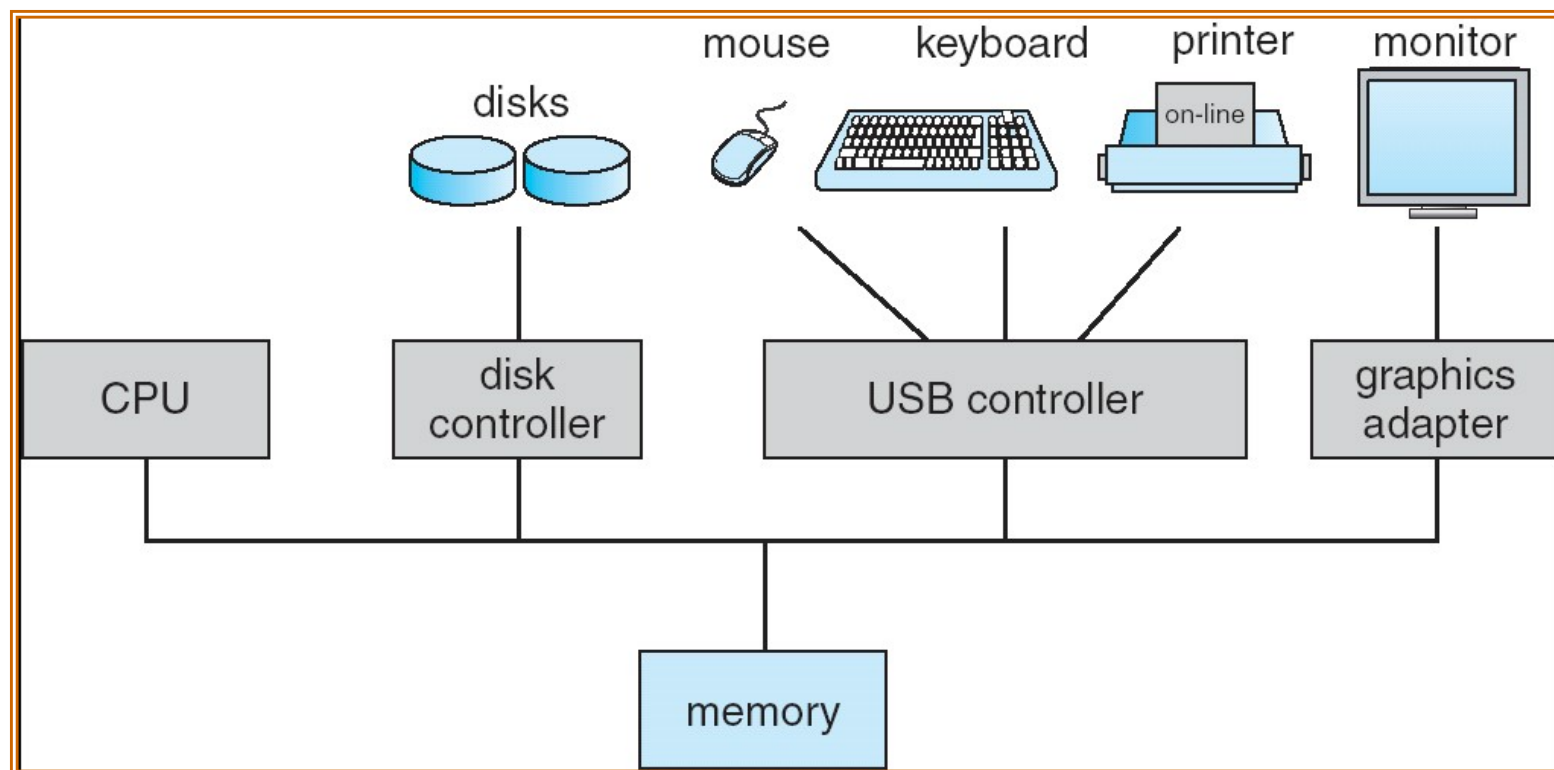 mouse keyboard printer monitor
disks
on-line
CPU
disk
controller
USB controller
graphics
adapter
memory